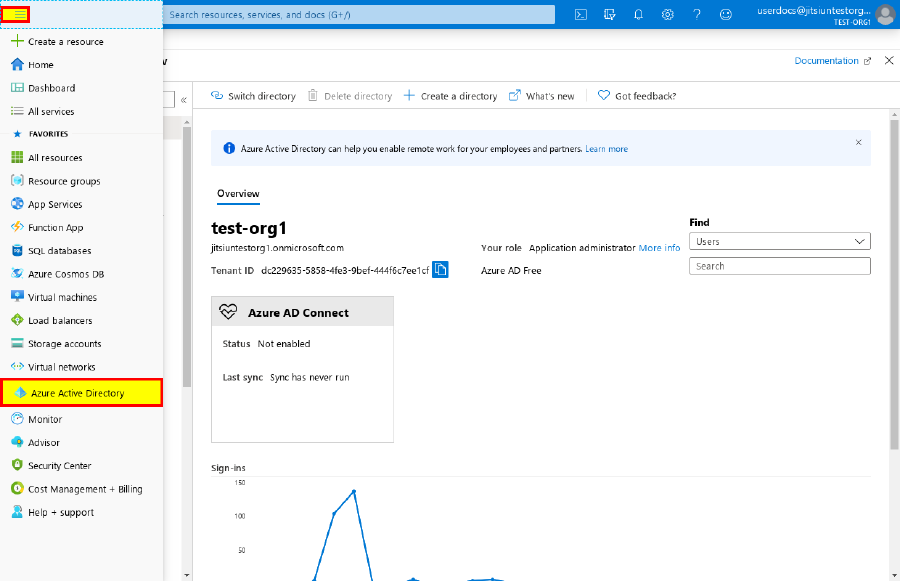 Search resources, services, and docs (G+/)
userdocs@jitsiuntestorg...
TEST-ORG1
Create a resource
Home
Dashboard
All services
FAVORITES
All resources
Resource groups
App Services
Function App
SQL databases
Azure Cosmos DB
Virtual machines
Load balancers
Storage accounts
Virtual networks
Azure Active Directory
Monitor
Advisor
Security Center
Cost Management + Billing
Help + support
Documentation
Switch directory
Delete directory
Create a directory
What's new
Got feedback?
Azure Active Directory can help you enable remote work for your employees and partners. Learn more
Overview
test-org1
jitsiuntestorg1.onmicrosoft.com
Tenant ID dc229635-5858-4fe3-9bef-444f6c7ee1cf
Your role Application administrator More info
Azure AD Free
Find
Users
Search
Azure AD Connect
Status Not enabled
Last sync Sync has never run
Sign-ins
150
100
50